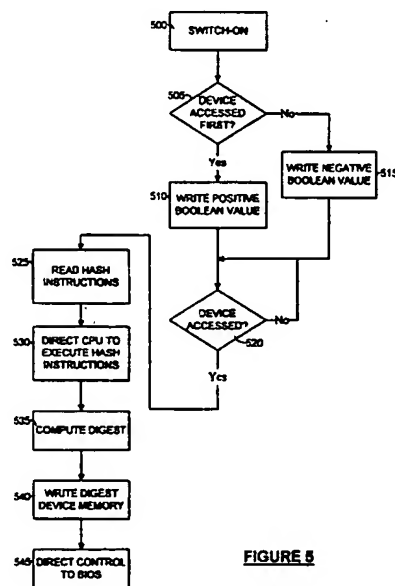 500
SWITCH-ON
505
DEVICE
ACCESSED
FIRST?
No
Yes
510
WRITE POSITIVE
BOOLEAN VALUE
WRITE NEGATIVE
BOOLEAN VALUE
515
525
READ HASH
INSTRUCTIONS
DEVICE
ACCESSED?
No
520
Yes
530
DIRECT CPU TO
EXECUTE HASH
INSTRUCTIONS
535
COMPUTE DIGEST
540
WRITE DIGEST
DEVICE MEMORY
545
DIRECT CONTROL
TO BIOS
FIGURE 5